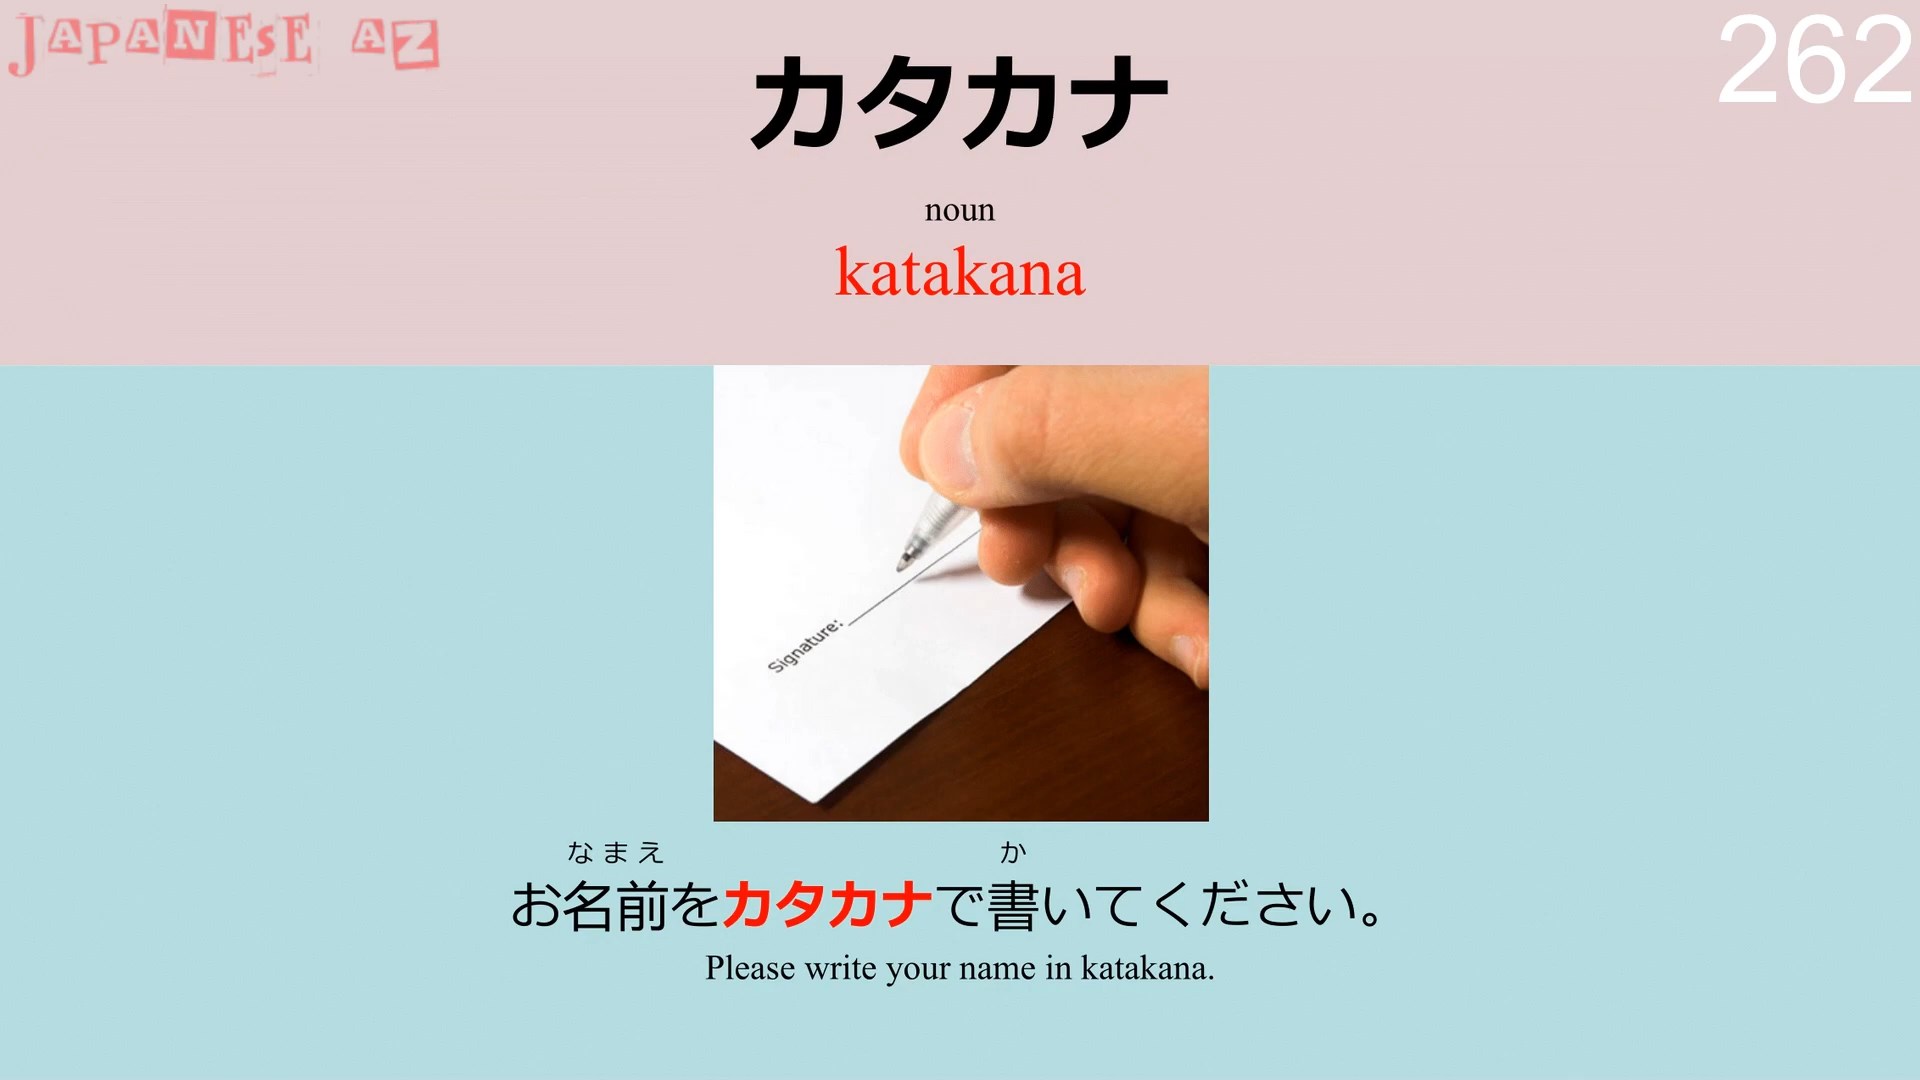 JAPANESE AZ
262
カタカナ
noun
katakana
Signature:
なまえ か
お名前をカタカナで書いてください。
Please write your name in katakana.